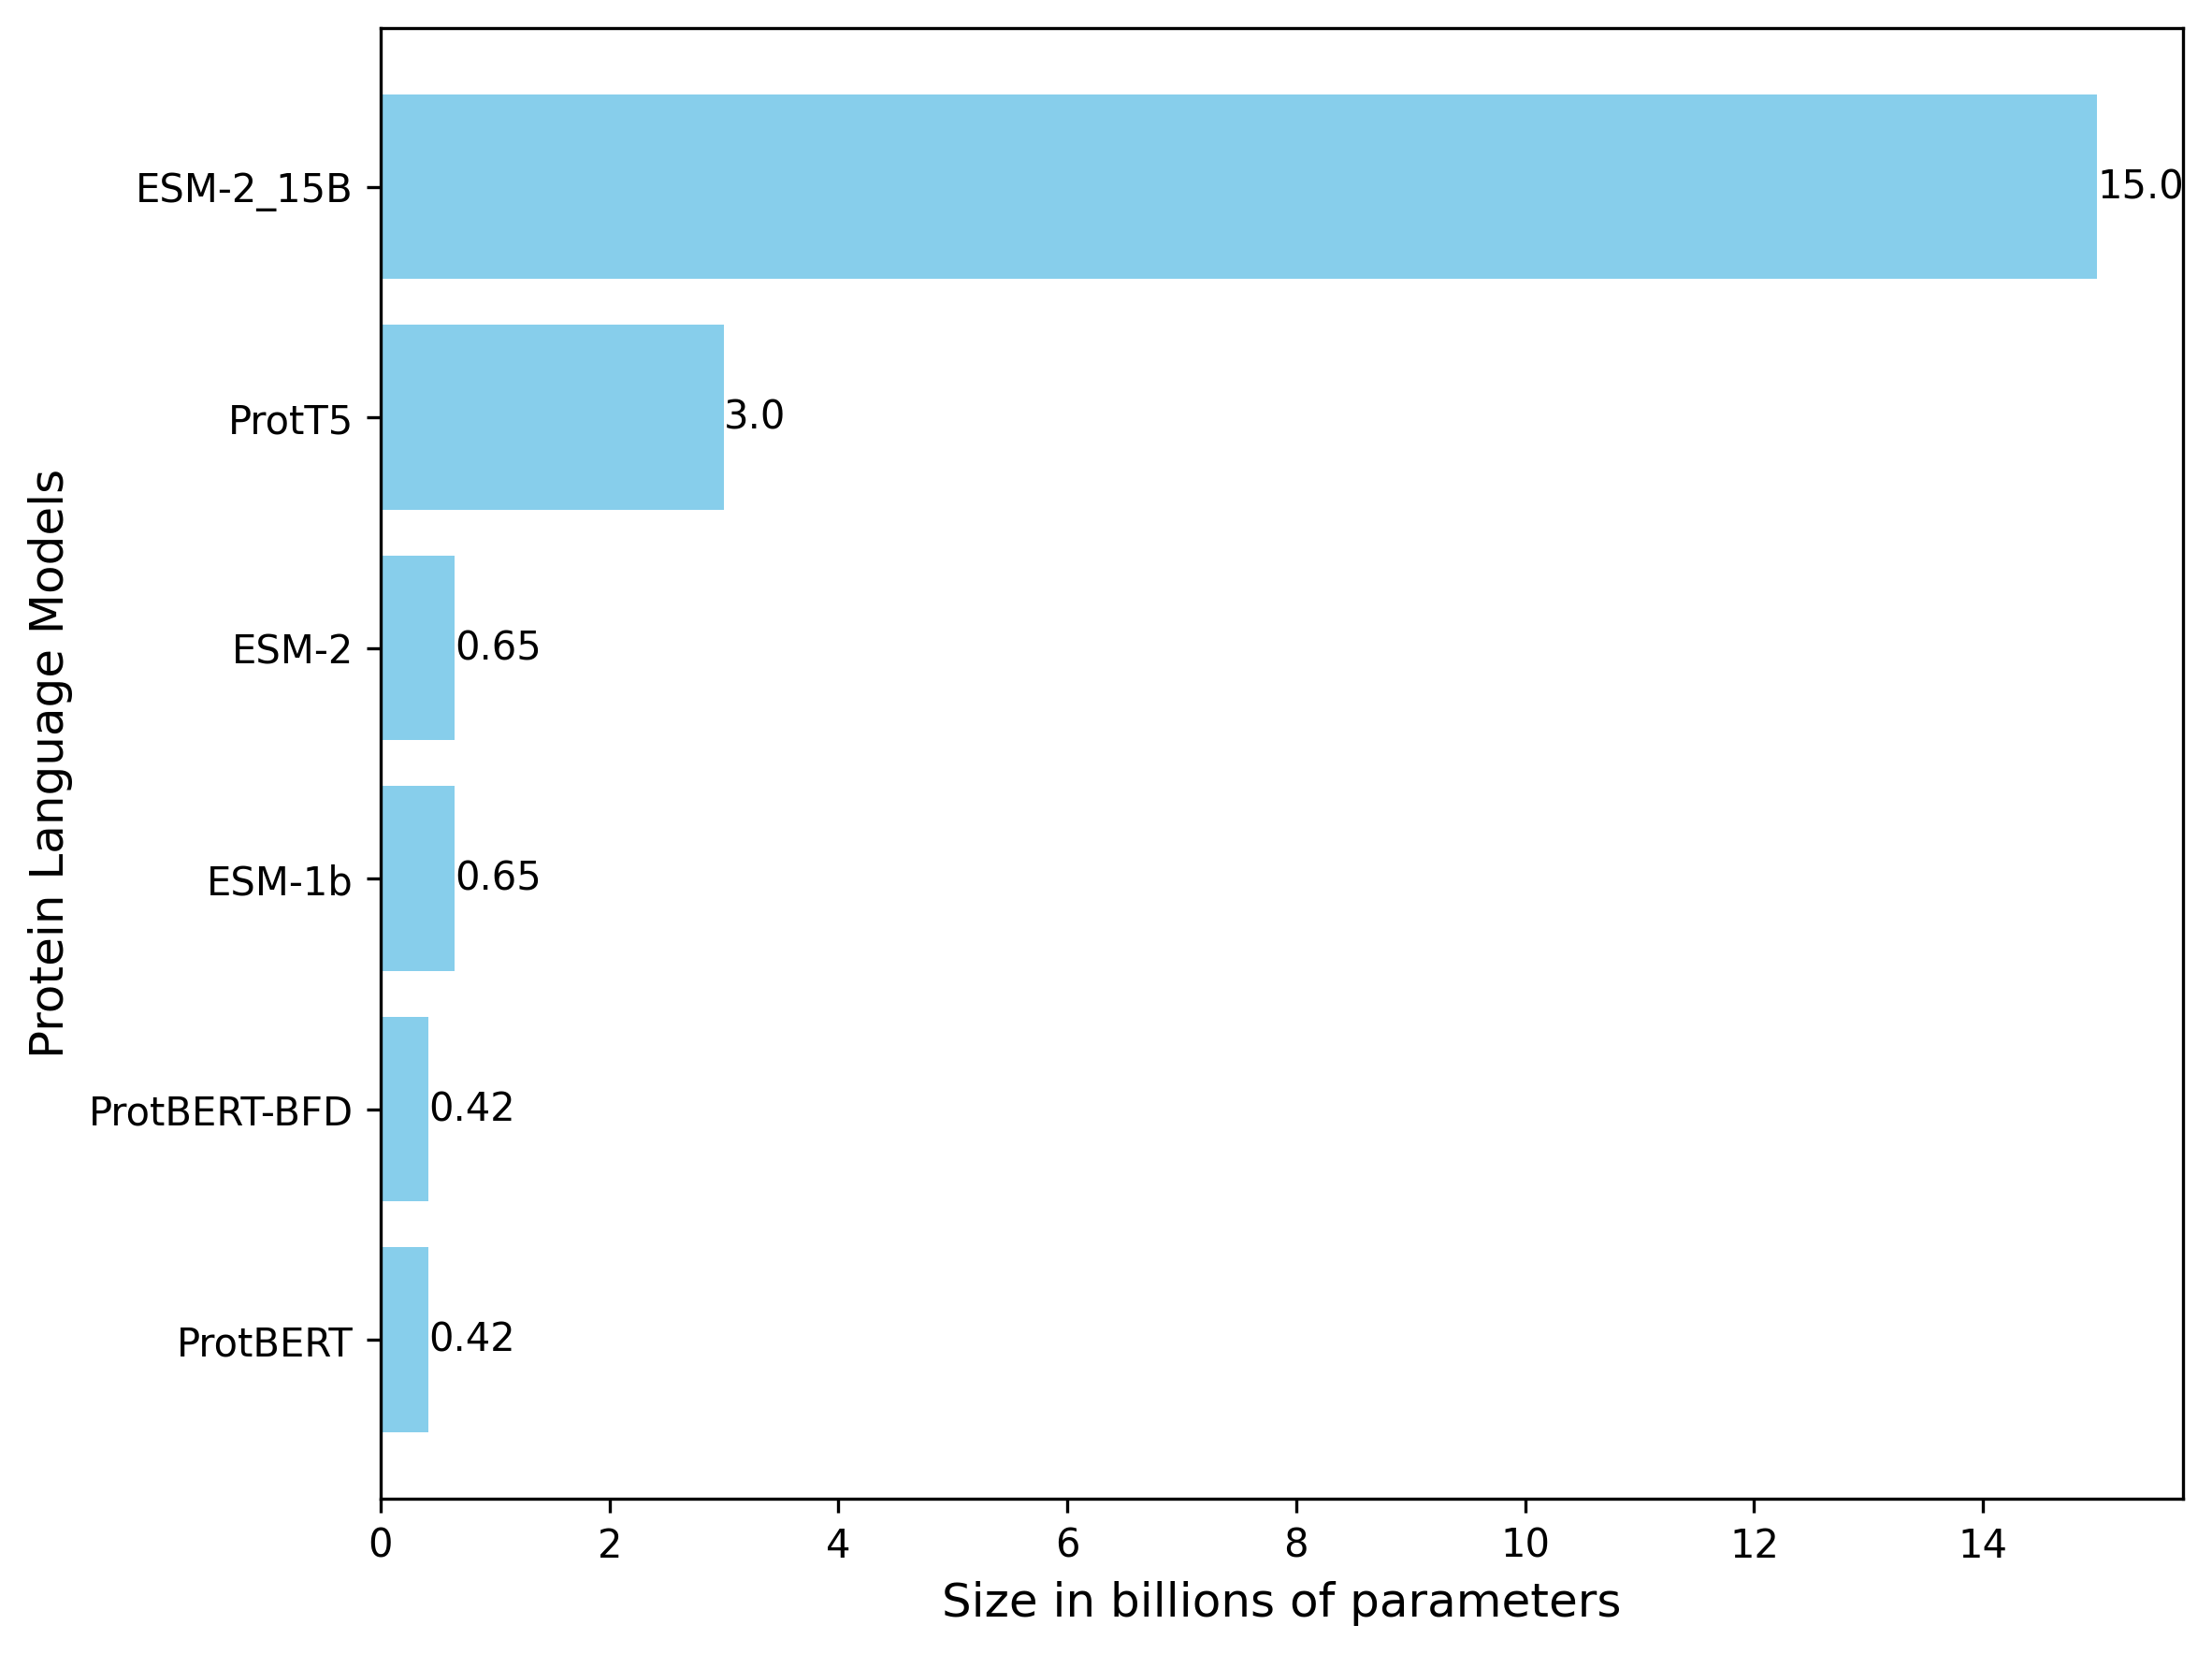 ESM-2_15B
15.0
ProtT5
3.0
ESM-2
0.65
ESM-1b
0.65
ProtBERT-BFD
0.42
ProtBERT
0.42
Protein Language Models
0 2 4 6 8 10 12 14
Size in billions of parameters